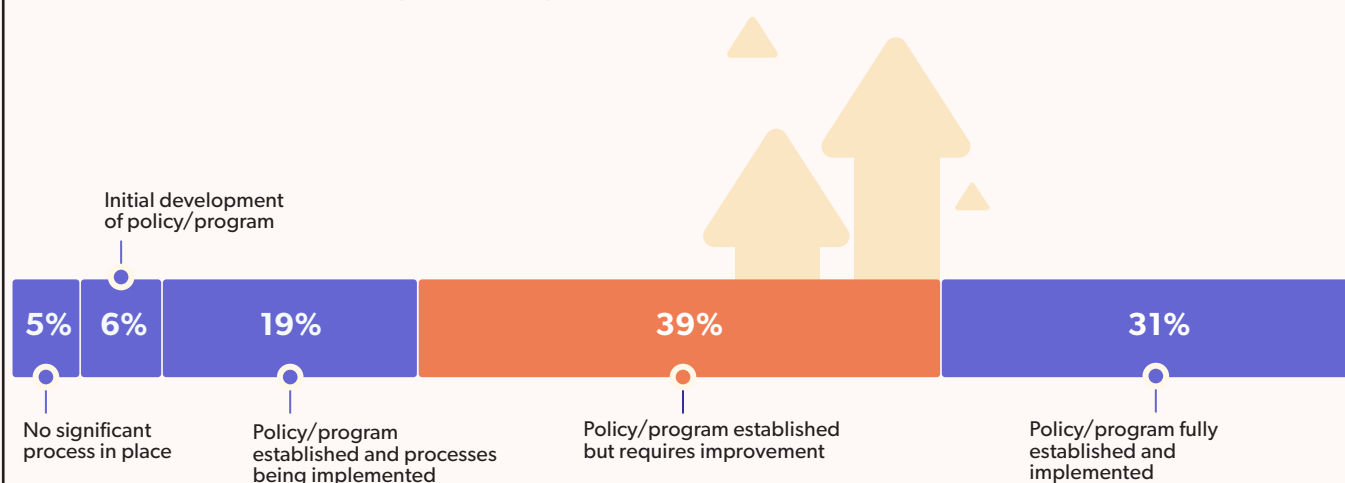 Initial development
of policy/program
5%
6%
19%
39%
31%
No significant
process in place
Policy/program
established and processes
being implemented
Policy/program established
but requires improvement
Policy/program fully
established and
implemented